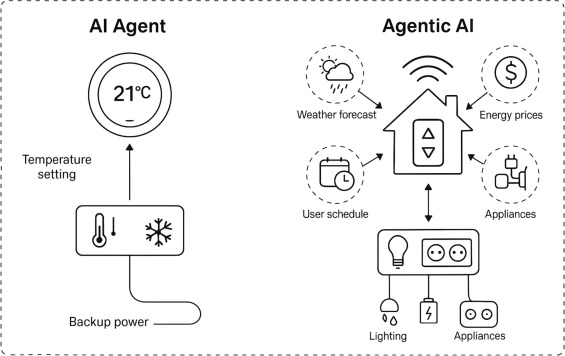 AI Agent
21°C
Temperature
setting
Backup power
Agentic AI
Weather forecast
$
Energy prices
User schedule
Appliances
Lighting
Appliances